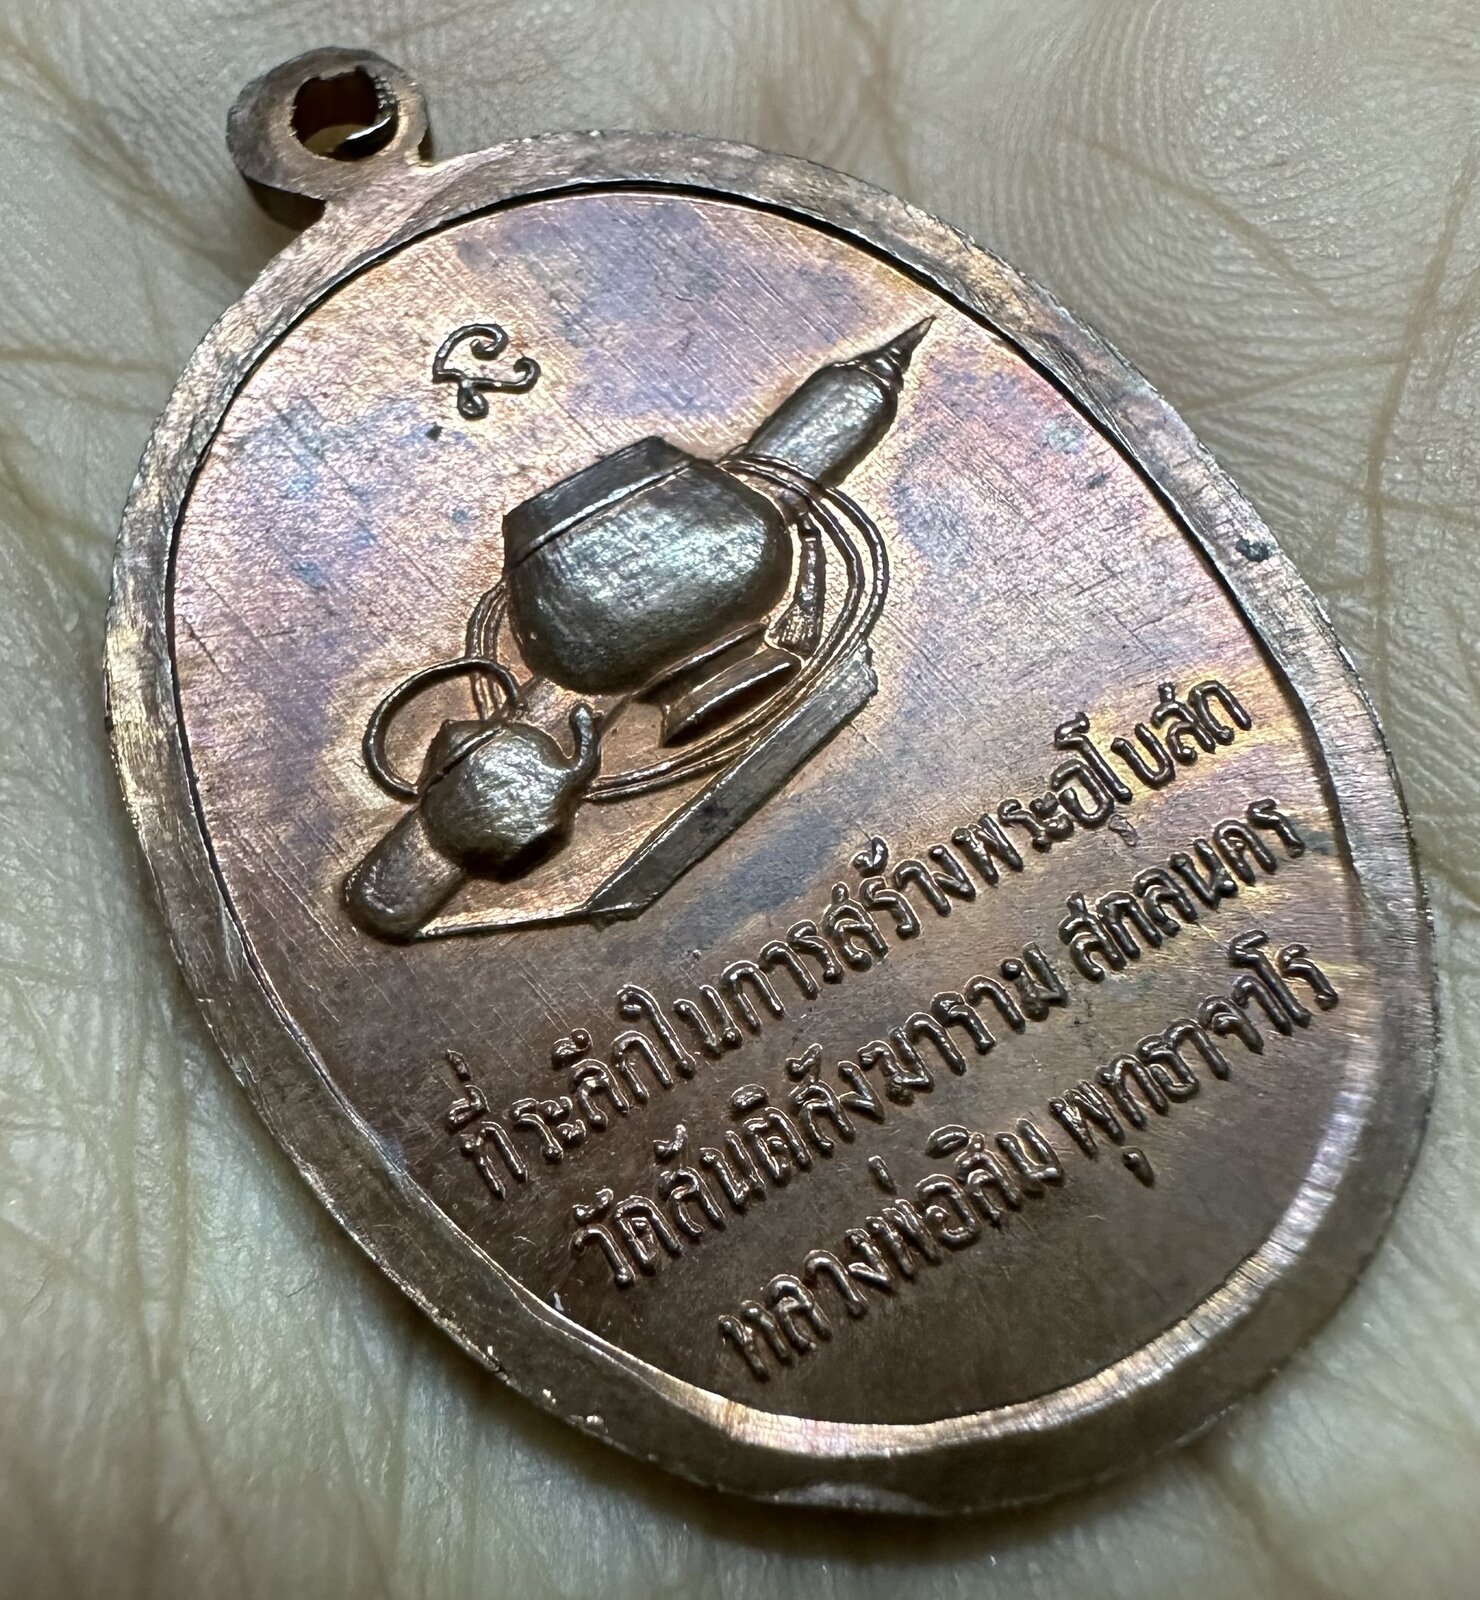 ที่ระลึกในการสร้างพระอุโบสถ
วัดสันติสังฆาราม สกลนคร
หลวงพ่อสิม พุทธาจาโร